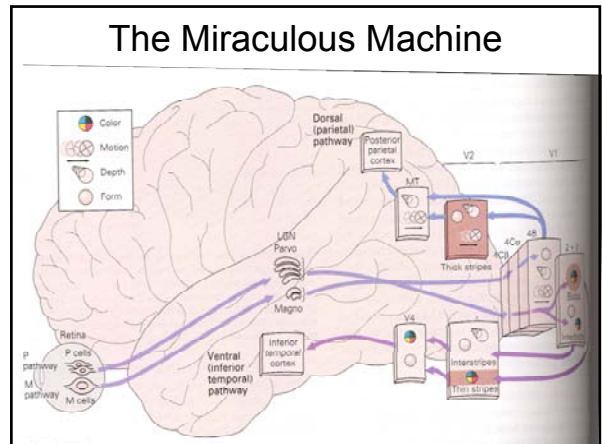 The Miraculous Machine
Color
Motion
Depth
Form
Dorsal
(parietal)
pathway
Posterior
parietal
cortex
V2
V1
MT
Thick stripes
4B
4Cα
4Cβ
2+3
LGN
Parvo
Magno
Retina
P
pathway
M
pathway
P cells
M cells
Ventral
(inferior
temporal)
pathway
Inferior
temporal
cortex
V4
Interstripes
Thin stripes